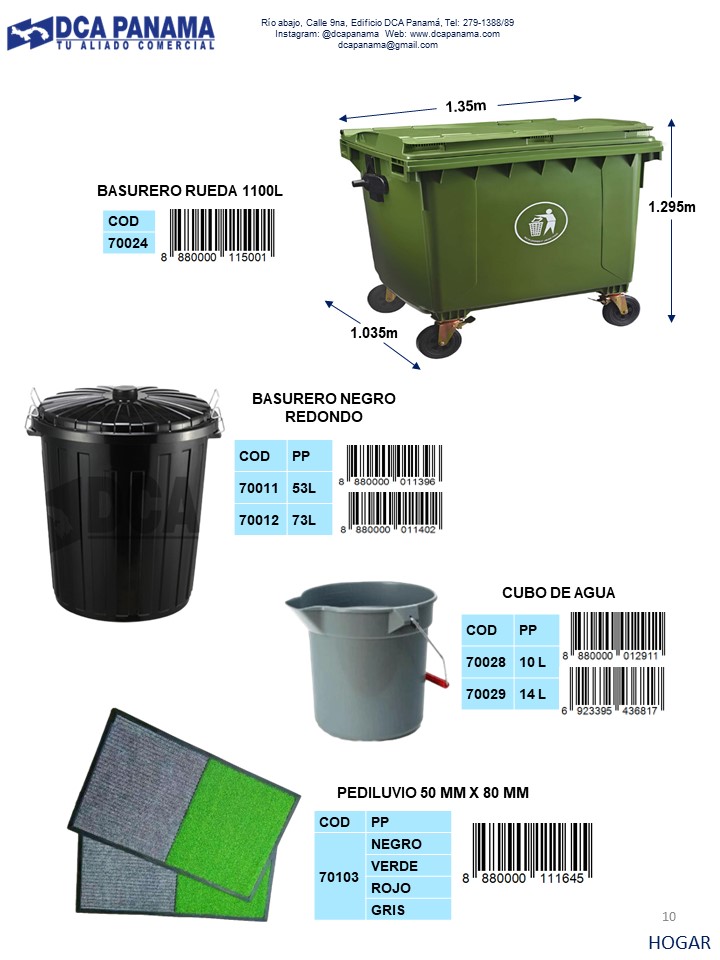 DCA PANAMA
TU ALIADO COMERCIAL
Río abajo, Calle 9na, Edificio DCA Panamá, Tel: 279-1388/89
Instagram: @dcapanama Web: www.dcapanama.com
dcapanama@gmail.com
1.35m
1.295m
1.035m
BASURERO RUEDA 1100L
COD
70024
8 880000 115001
BASURERO NEGRO
REDONDO
COD PP
70011 53L
70012 73L
8 880000 011396
8 880000 011402
DCA PANAMA
CUBO DE AGUA
COD PP
70028 10 L
70029 14 L
8 880000 012911
6 923395 436817
PEDILUVIO 50 MM X 80 MM
COD PP
70103
NEGRO
VERDE
ROJO
GRIS
8 880000 111645
10
HOGAR